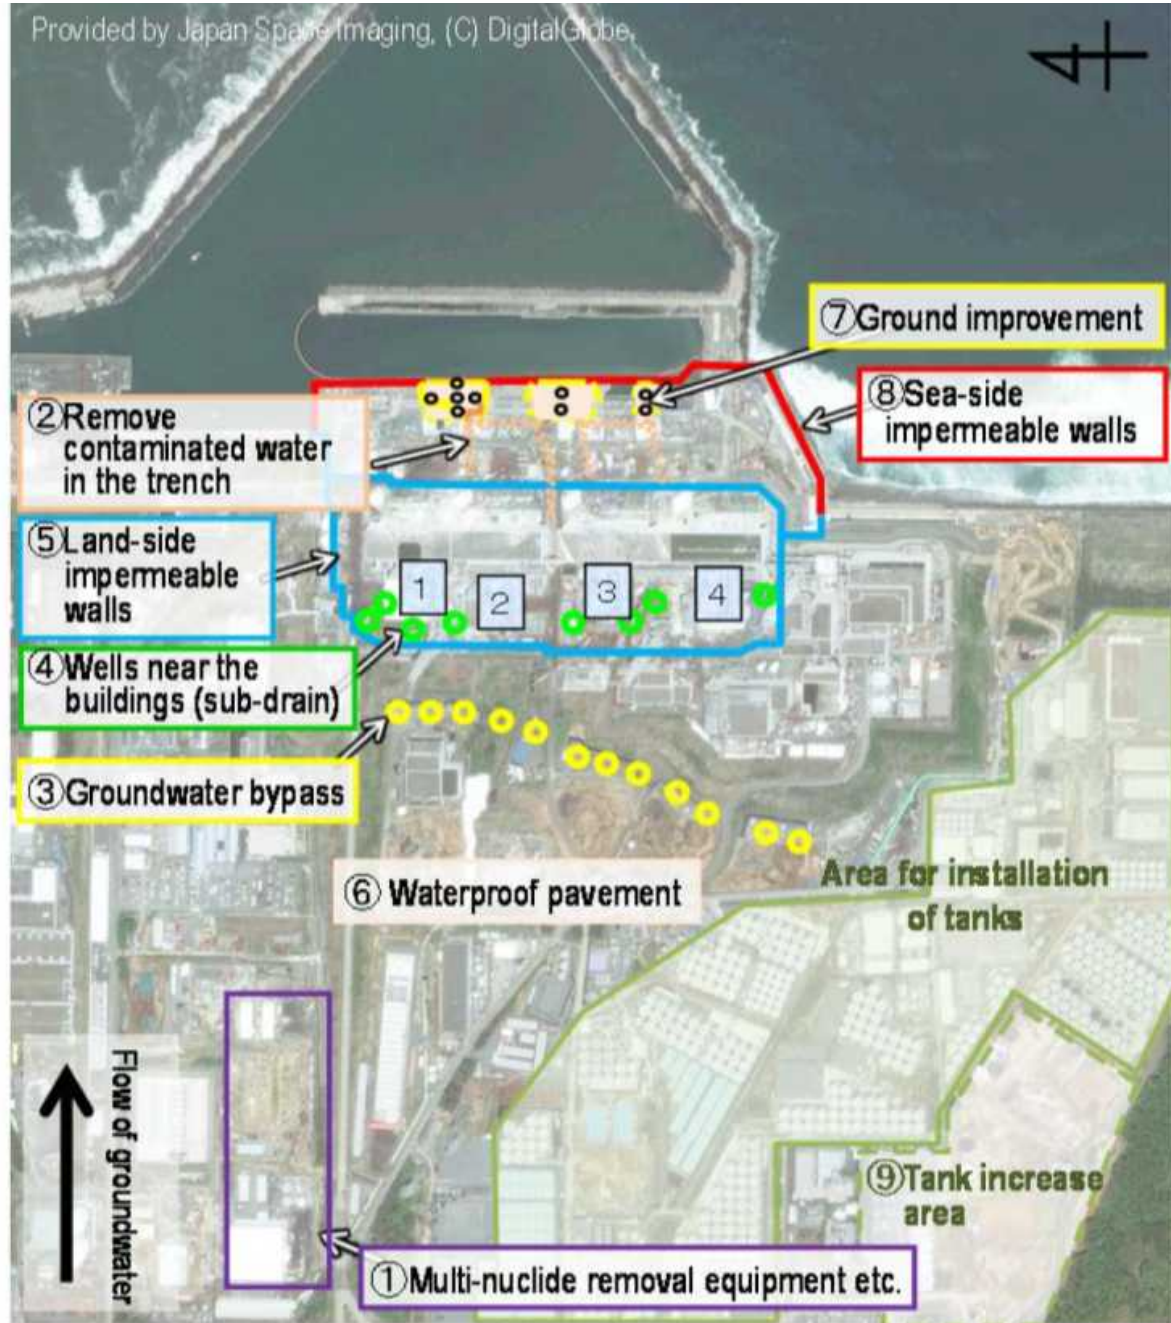 Provided by Japan Space Imaging, (C) DigitalGlobe.
⑦Ground improvement
②Remove
contaminated water
in the trench
⑧Sea-side
impermeable walls
⑤Land-side
impermeable
walls
1
2
3
4
④Wells near the
buildings (sub-drain)
③Groundwater bypass
Area for installation
of tanks
⑥ Waterproof pavement
Flow of groundwater
⑨Tank increase
area
①Multi-nuclide removal equipment etc.